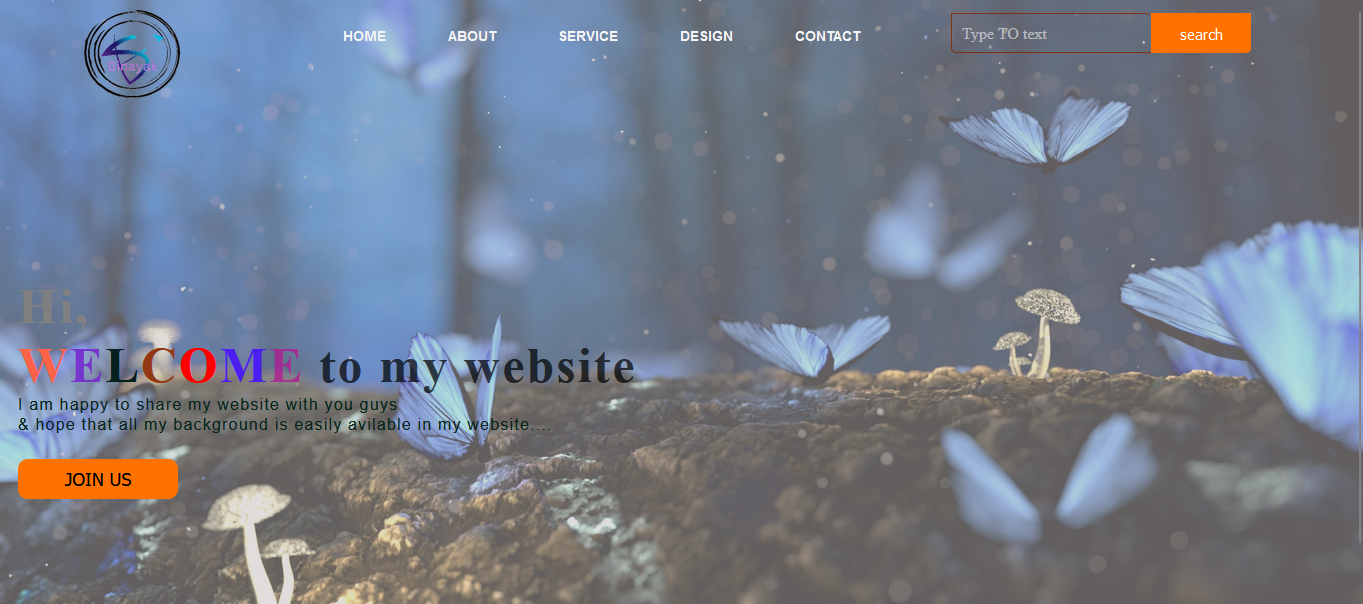 Binayak
HOME ABOUT SERVICE DESIGN CONTACT
Type TO text search
Hi,
WELCOME to my website
I am happy to share my website with you guys
& hope that all my background is easily avilable in my website....
JOIN US